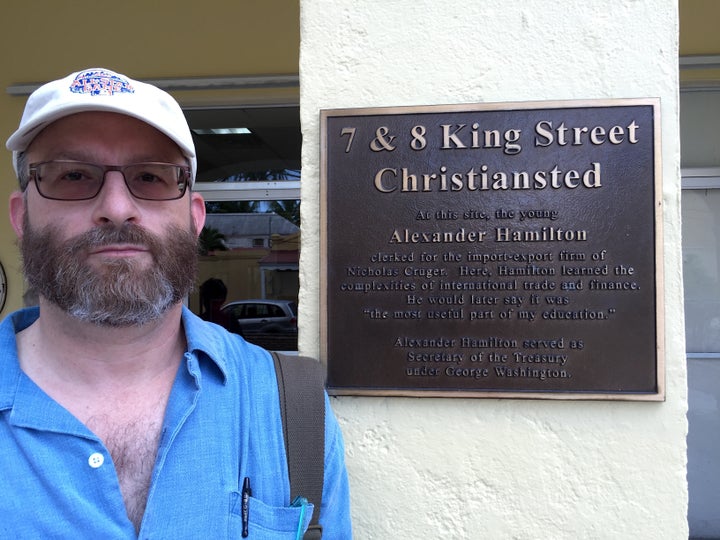 7 & 8 King Street
Christiansted
At this site, the young
Alexander Hamilton
clerked for the import-export firm of
Nicholas Cruger. Here, Hamilton learned the
complexities of international trade and finance.
He would later say it was
"the most useful part of my education."
Alexander Hamilton served as
Secretary of the Treasury
under George Washington.